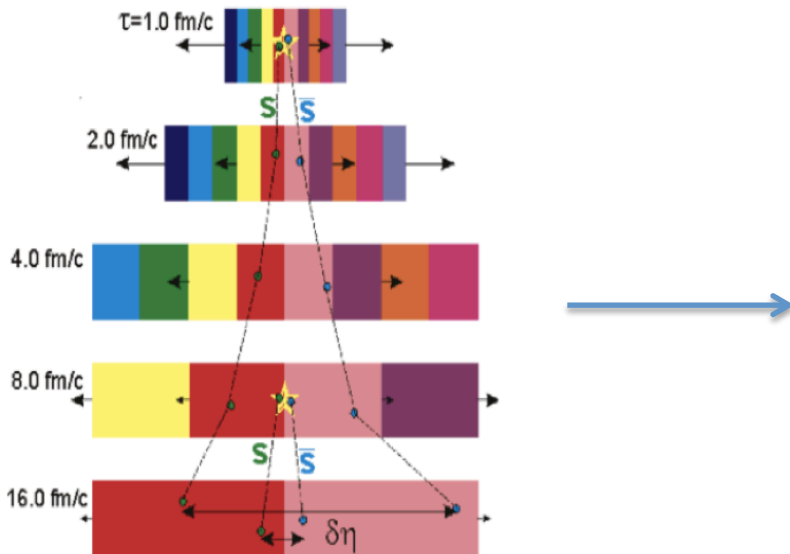 τ=1.0 fm/c
S S̅
2.0 fm/c
4.0 fm/c
8.0 fm/c
S S̅
16.0 fm/c
δη